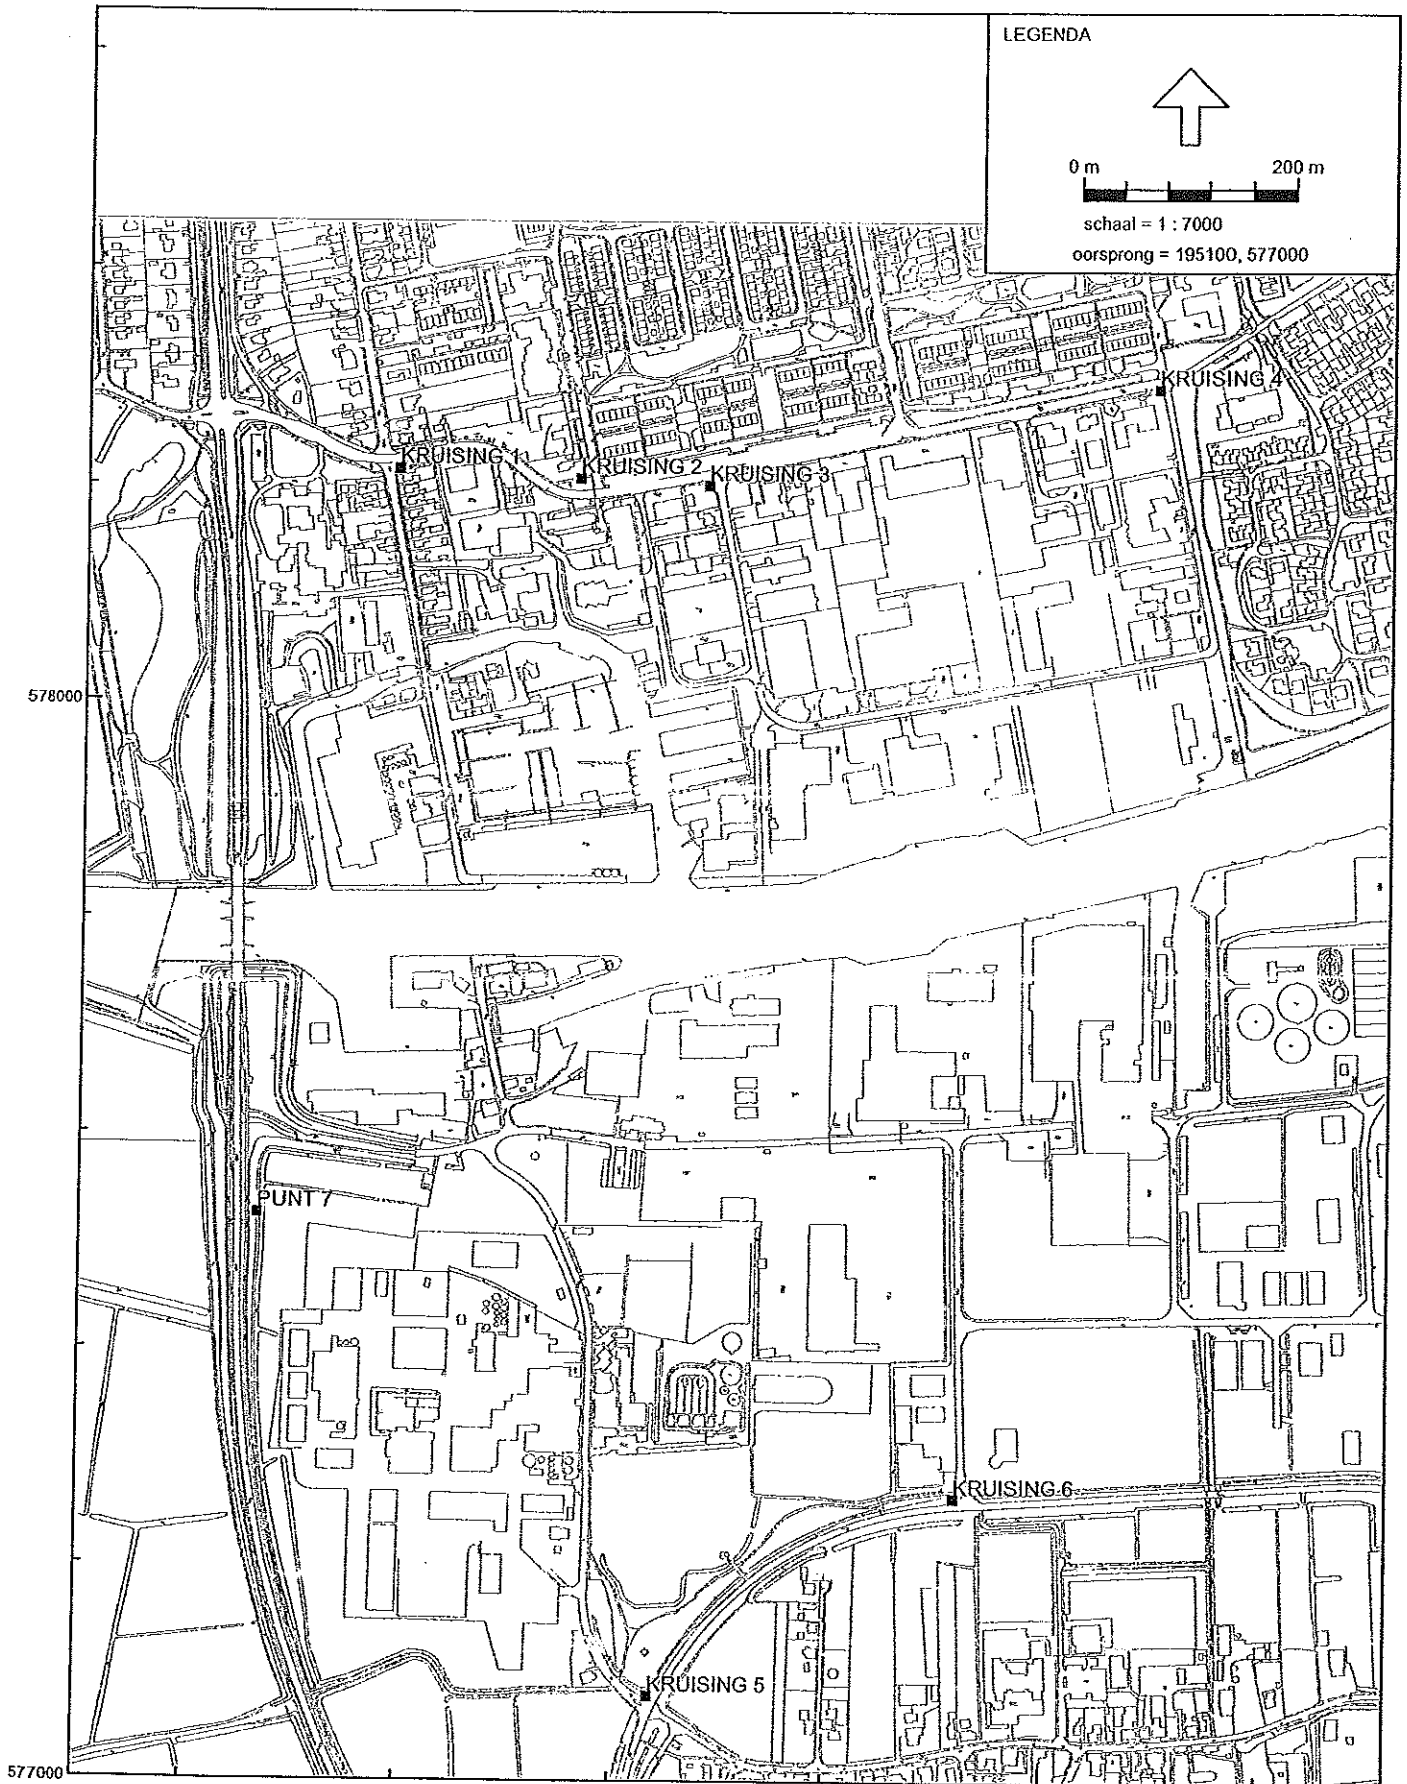 LEGENDA
0 m 200 m
schaal = 1 : 7000
oorsprong = 195100, 577000
KRUISING 4
KRUISING 1
KRUISING 2
KRUISING 3
578000
PUNT 7
KRUISING 6
KRUISING 5
577000